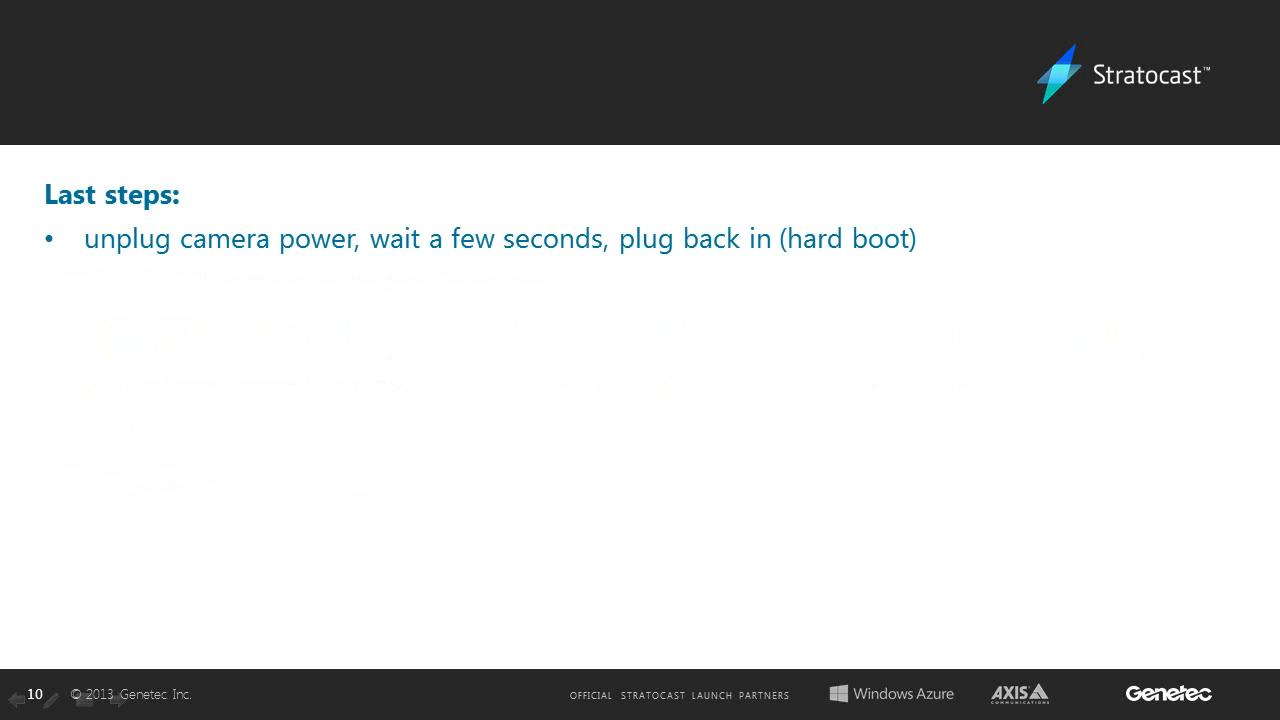 Stratocast™
Last steps:
• unplug camera power, wait a few seconds, plug back in (hard boot)
10 © 2013 Genetec Inc.
OFFICIAL STRATOCAST LAUNCH PARTNERS
Windows Azure
AXIS
COMMUNICATIONS
Genetec